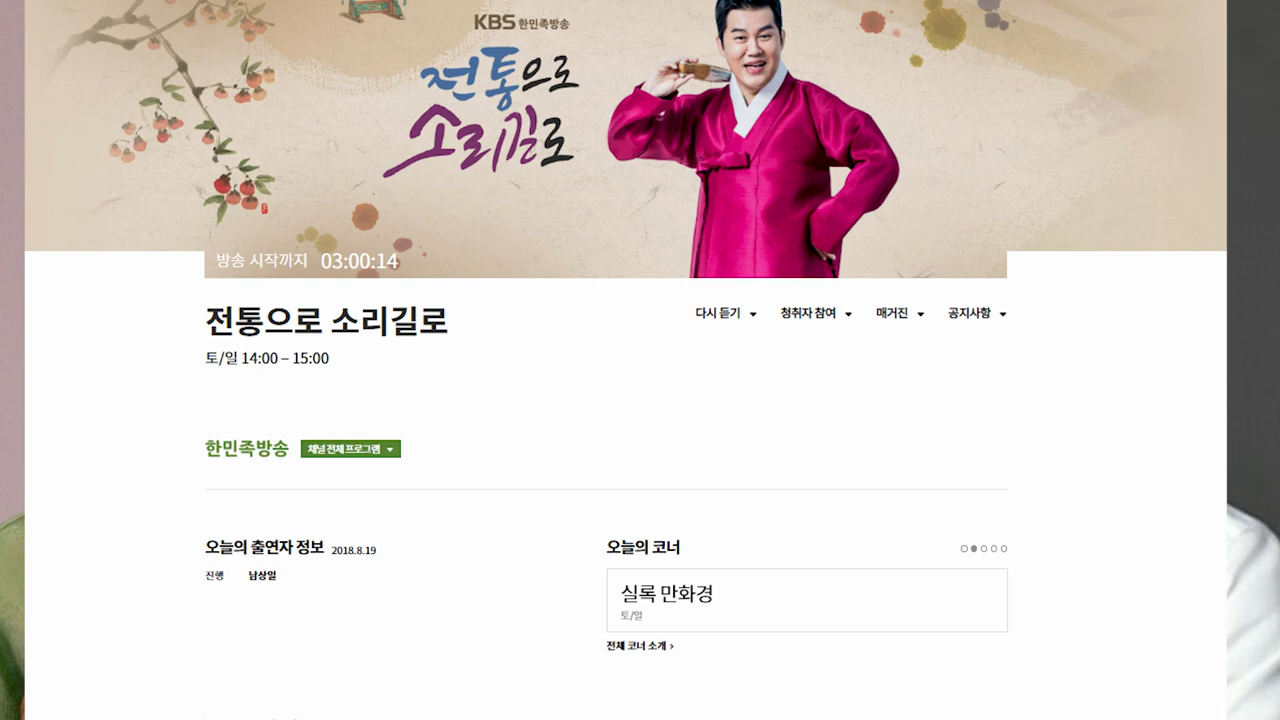 KBS 한민족방송
전통으로
소리길로
방송 시작까지 03:00:14
전통으로 소리길로
토/일 14:00 – 15:00
다시 듣기 청취자 참여 매거진 공지사항
한민족방송 채널 전체 프로그램
오늘의 출연자 정보 2018.8.19
진행 남상일
오늘의 코너
실록 만화경
토/일
전체 코너 소개 ›